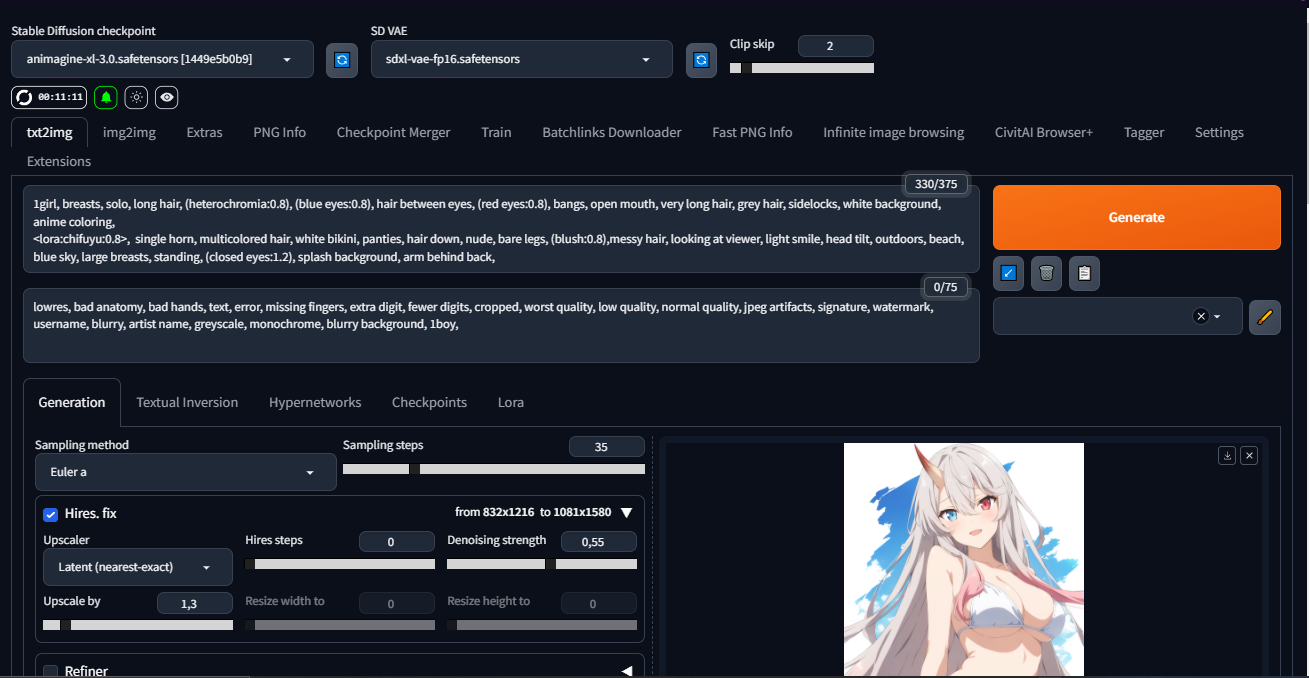 Stable Diffusion checkpoint
animagine-xl-3.0.safetensors [1449e5b0b9]
SD VAE
sdxl-vae-fp16.safetensors
Clip skip
2
00:11:11
txt2img
img2img
Extras
PNG Info
Checkpoint Merger
Train
Batchlinks Downloader
Fast PNG Info
Infinite image browsing
CivitAI Browser+
Tagger
Settings
Extensions
330/375
1girl, breasts, solo, long hair, (heterochromia:0.8), (blue eyes:0.8), hair between eyes, (red eyes:0.8), bangs, open mouth, very long hair, grey hair, sidelocks, white background,
anime coloring,
<lora:chifuyu:0.8>, single horn, multicolored hair, white bikini, panties, hair down, nude, bare legs, (blush:0.8),messy hair, looking at viewer, light smile, head tilt, outdoors, beach,
blue sky, large breasts, standing, (closed eyes:1.2), splash background, arm behind back,
Generate
0/75
lowres, bad anatomy, bad hands, text, error, missing fingers, extra digit, fewer digits, cropped, worst quality, low quality, normal quality, jpeg artifacts, signature, watermark,
username, blurry, artist name, greyscale, monochrome, blurry background, 1boy,
Generation
Textual Inversion
Hypernetworks
Checkpoints
Lora
Sampling method
Euler a
Sampling steps
35
Hires. fix
from 832x1216 to 1081x1580
Upscaler
Latent (nearest-exact)
Hires steps
0
Denoising strength
0,55
Upscale by
1,3
Resize width to
0
Resize height to
0
Refiner